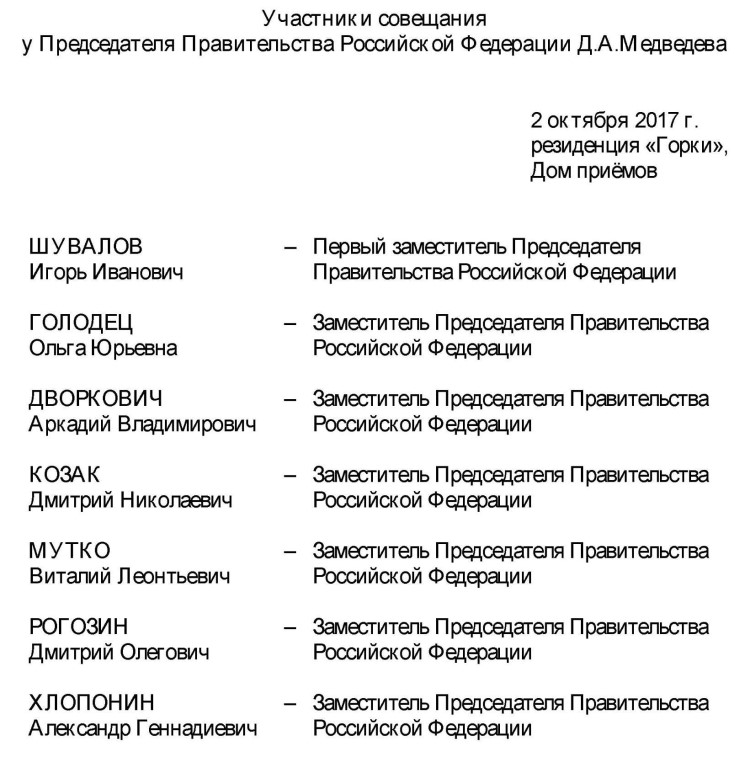 Участники совещания
у Председателя Правительства Российской Федерации Д.А.Медведева
2 октября 2017 г.
резиденция «Горки»,
Дом приёмов
ШУВАЛОВ – Первый заместитель Председателя
Игорь Иванович Правительства Российской Федерации
ГОЛОДЕЦ – Заместитель Председателя Правительства
Ольга Юрьевна Российской Федерации
ДВОРКОВИЧ – Заместитель Председателя Правительства
Аркадий Владимирович Российской Федерации
КОЗАК – Заместитель Председателя Правительства
Дмитрий Николаевич Российской Федерации
МУТКО – Заместитель Председателя Правительства
Виталий Леонтьевич Российской Федерации
РОГОЗИН – Заместитель Председателя Правительства
Дмитрий Олегович Российской Федерации
ХЛОПОНИН – Заместитель Председателя Правительства
Александр Геннадиевич Российской Федерации